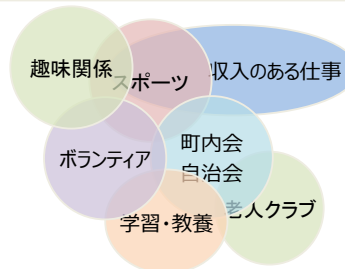 趣味関係
スポーツ
収入のある仕事
ボランティア
町内会
自治会
学習・教養
老人クラブ